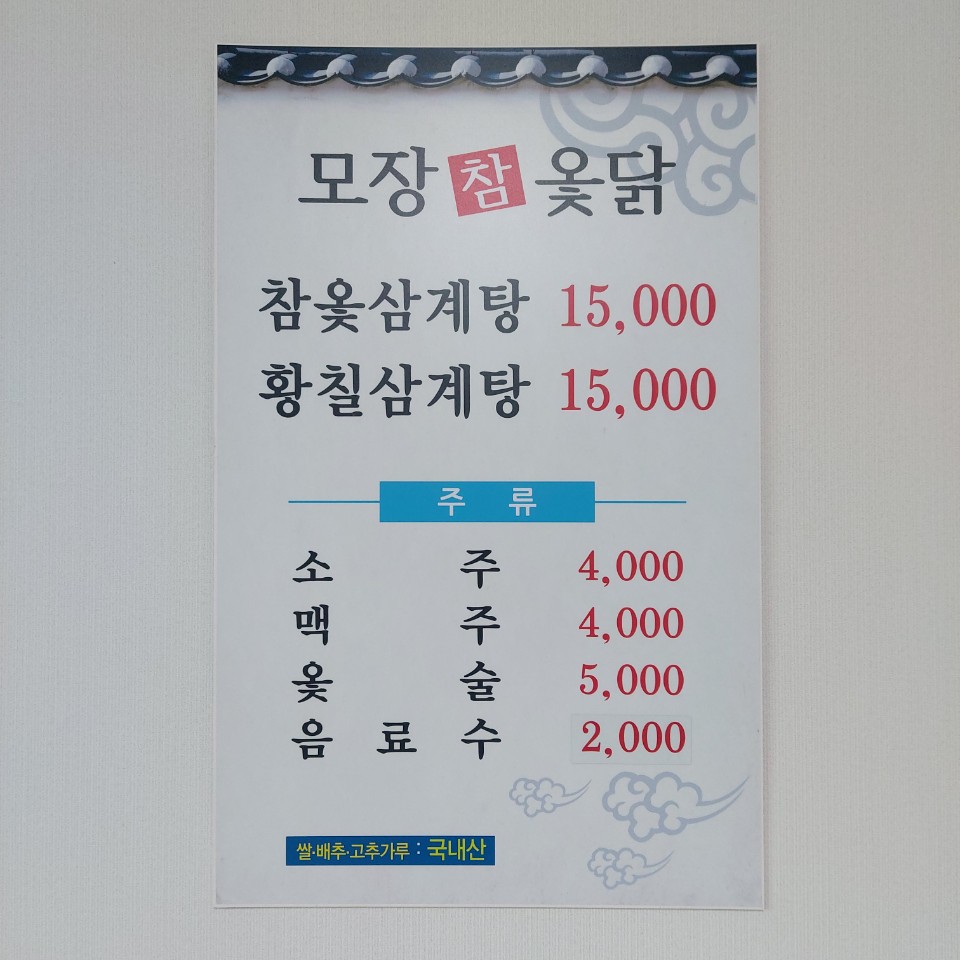 모장 참 옻닭
참옻삼계탕 15,000
황칠삼계탕 15,000
주 류
소 주 4,000
맥 주 4,000
옻 술 5,000
음 료 수 2,000
쌀·배추·고추가루 : 국내산